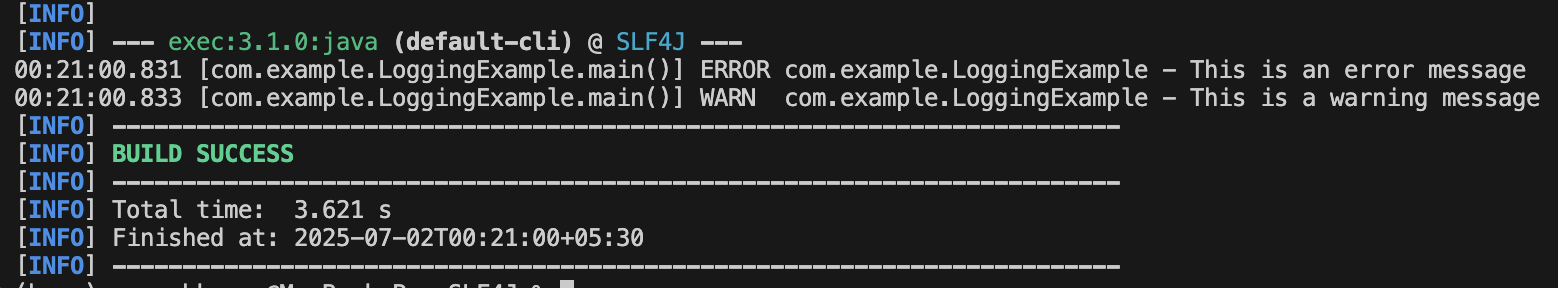 [INFO]
[INFO] --- exec:3.1.0:java (default-cli) @ SLF4J ---
00:21:00.831 [com.example.LoggingExample.main()] ERROR com.example.LoggingExample - This is an error message
00:21:00.833 [com.example.LoggingExample.main()] WARN  com.example.LoggingExample - This is a warning message
[INFO] ------------------------------------------------------------------------
[INFO] BUILD SUCCESS
[INFO] ------------------------------------------------------------------------
[INFO] Total time:  3.621 s
[INFO] Finished at: 2025-07-02T00:21:00+05:30
[INFO] ------------------------------------------------------------------------